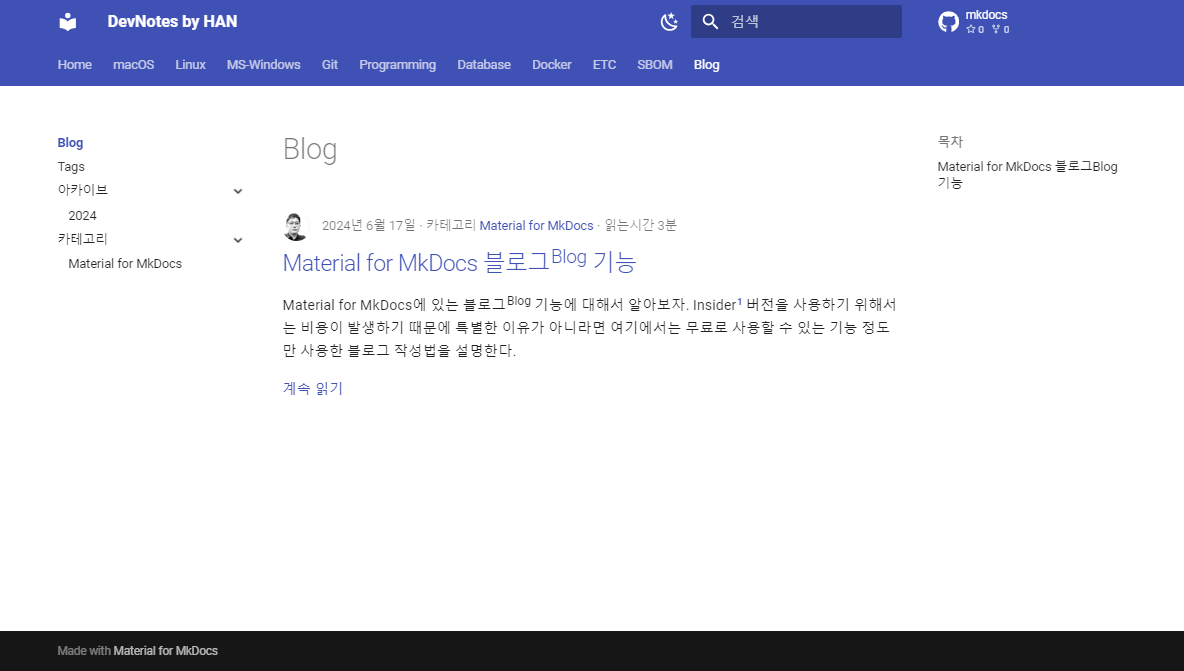 DevNotes by HAN
검색
mkdocs
0 0
Home macOS Linux MS-Windows Git Programming Database Docker ETC SBOM Blog
Blog
Tags
아카이브
2024
카테고리
Material for MkDocs
Blog
2024년 6월 17일 · 카테고리 Material for MkDocs · 읽는시간 3분
Material for MkDocs 블로그Blog 기능
Material for MkDocs에 있는 블로그Blog 기능에 대해서 알아보자. Insider1 버전을 사용하기 위해서
는 비용이 발생하기 때문에 특별한 이유가 아니라면 여기에서는 무료로 사용할 수 있는 기능 정도
만 사용한 블로그 작성법을 설명한다.
계속 읽기
목차
Material for MkDocs 블로그Blog
기능
Made with Material for MkDocs